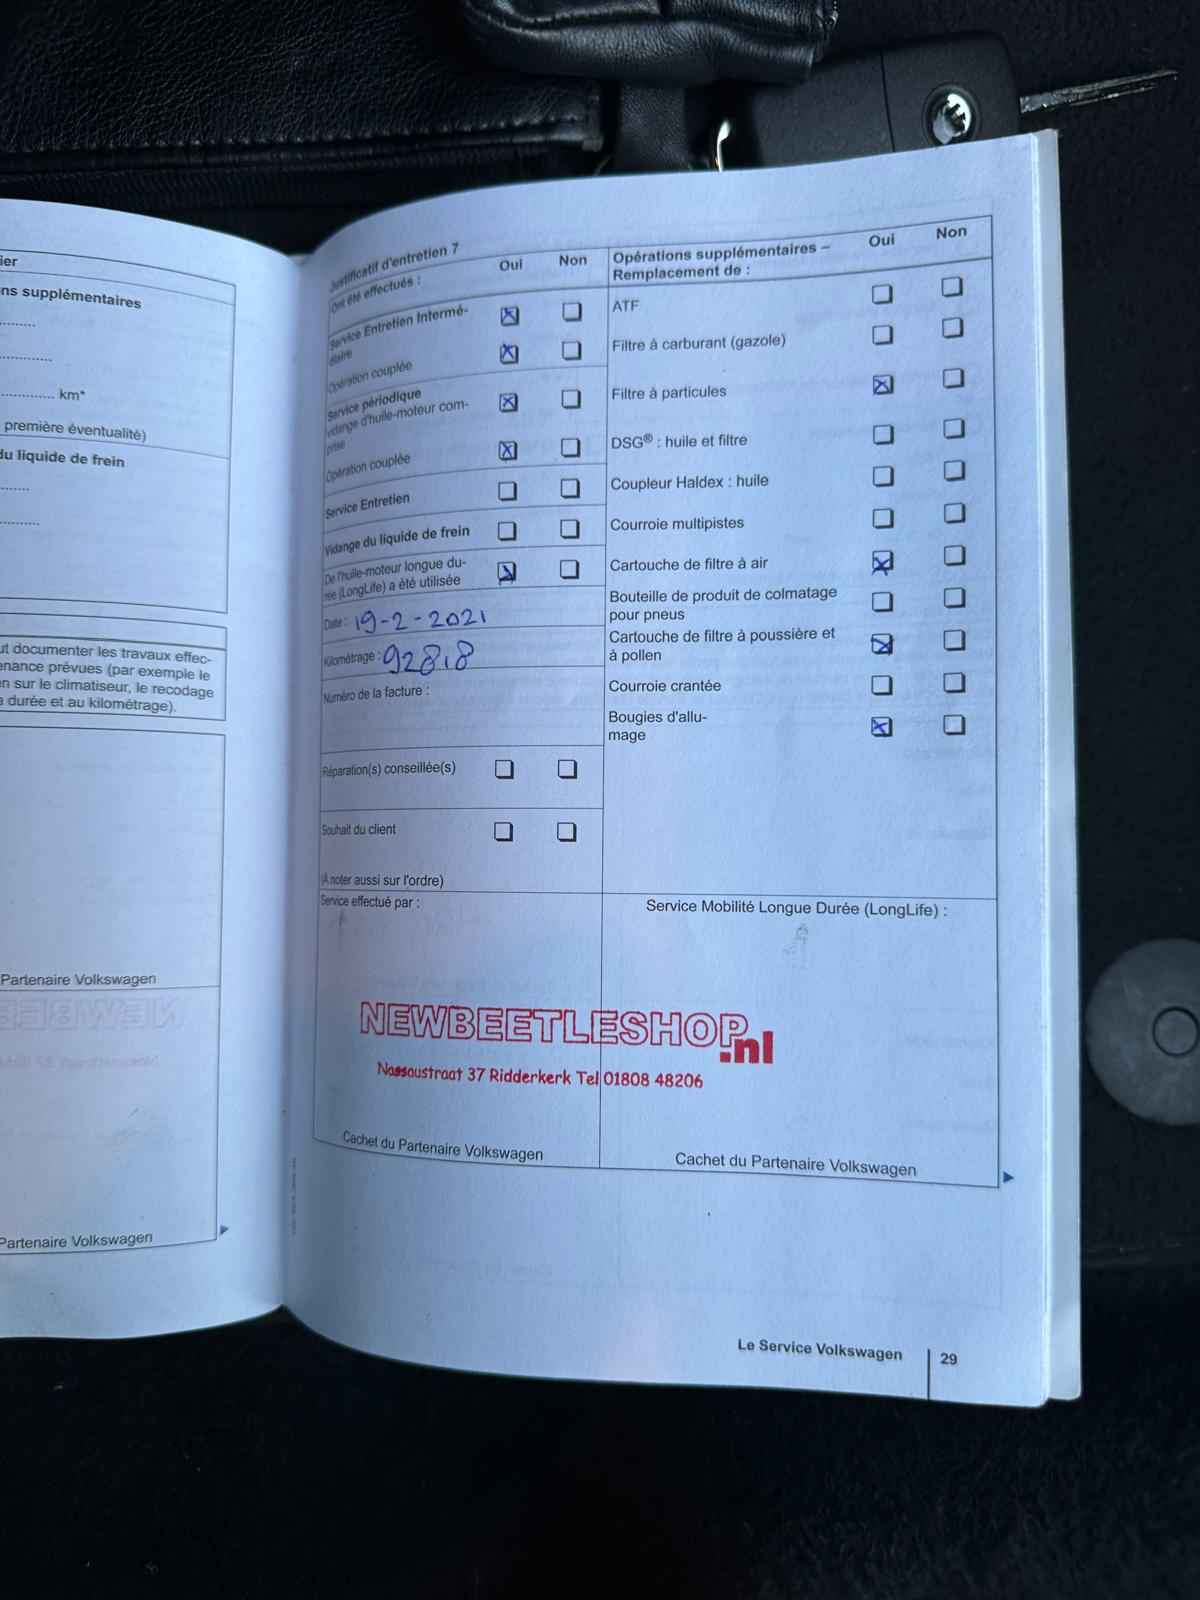 ier
ns supplémentaires
km*
première éventualité)
du liquide de frein
ut documenter les travaux effec-
enance prévues (par exemple le
en sur le climatiseur, le recodage
a durée et au kilométrage).
Partenaire Volkswagen
Partenaire Volkswagen
Justificatif d'entretien 7
Ont été effectués :
Oui Non
Service Entretien Intermé-
diaire
Opération couplée
Service périodique
vidange d'huile-moteur com-
prise
Opération couplée
Service Entretien
Vidange du liquide de frein
De l'huile-moteur longue du-
rée (LongLife) a été utilisée
Date : 19-2-2021
Kilométrage : 92818
Numéro de la facture :
Réparation(s) conseillée(s)
Souhait du client
(A noter aussi sur l'ordre)
Opérations supplémentaires –
Remplacement de :
Oui Non
ATF
Filtre à carburant (gazole)
Filtre à particules
DSG® : huile et filtre
Coupleur Haldex : huile
Courroie multipistes
Cartouche de filtre à air
Bouteille de produit de colmatage
pour pneus
Cartouche de filtre à poussière et
à pollen
Courroie crantée
Bougies d'allu-
mage
Service effectué par :
Service Mobilité Longue Durée (LongLife) :
NEWBEETLESHOP
.nl
Nassaustraat 37 Ridderkerk Tel 01808 48206
Cachet du Partenaire Volkswagen
Cachet du Partenaire Volkswagen
Le Service Volkswagen
29